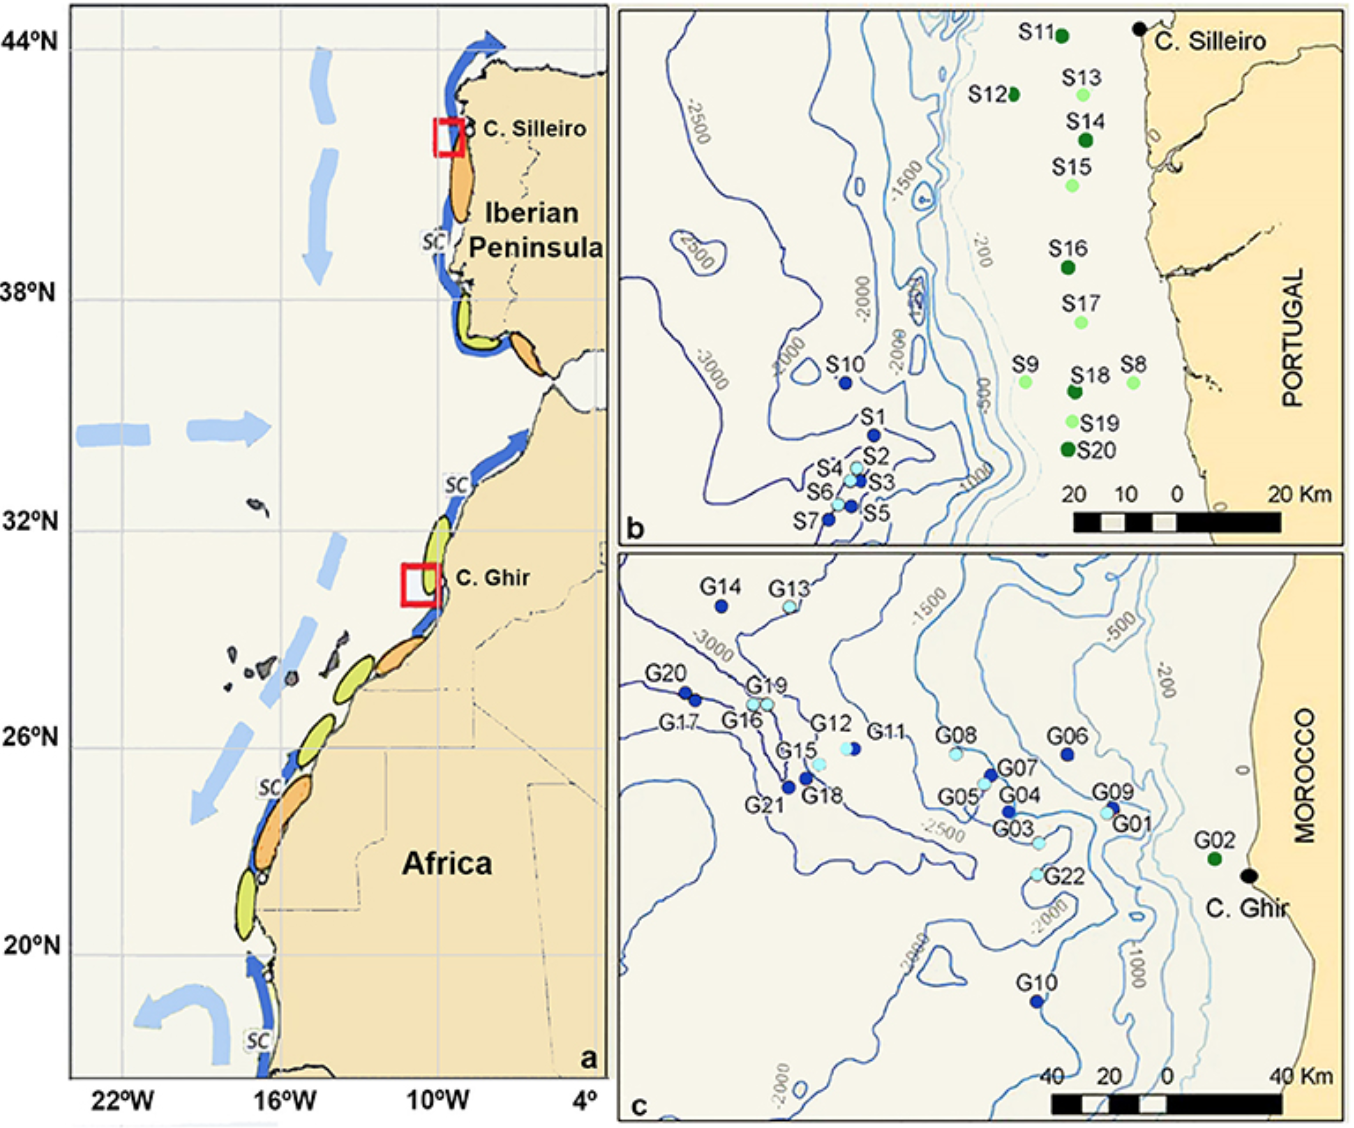 44ºN
C. Silleiro
Iberian
Peninsula
SC
38ºN
SC
32ºN
C. Ghir
26ºN
SC
Africa
20ºN
SC
a
22ºW
16ºW
10ºW
4º
S11
C. Silleiro
S12
S13
-2500
S14
0
S15
-1500
2500
-200
S16
-2000
S17
PORTUGAL
-3000
-2000
-2000
S10
S9
S18
S8
-500
S1
S19
S2
S20
S4
S3
1000
S6
S5
S7
0
20 10 0 20 Km
b
G14
G13
-1500
-500
-3000
-200
G20
G19
G17
G16
G12
G11
G08
G06
MOROCCO
G15
G07
0
G05
G04
G09
G21
G18
G03
G01
-2500
G02
G22
C. Ghir
-2000
2000
-1000
G10
-2000
40 20 0 40 Km
c